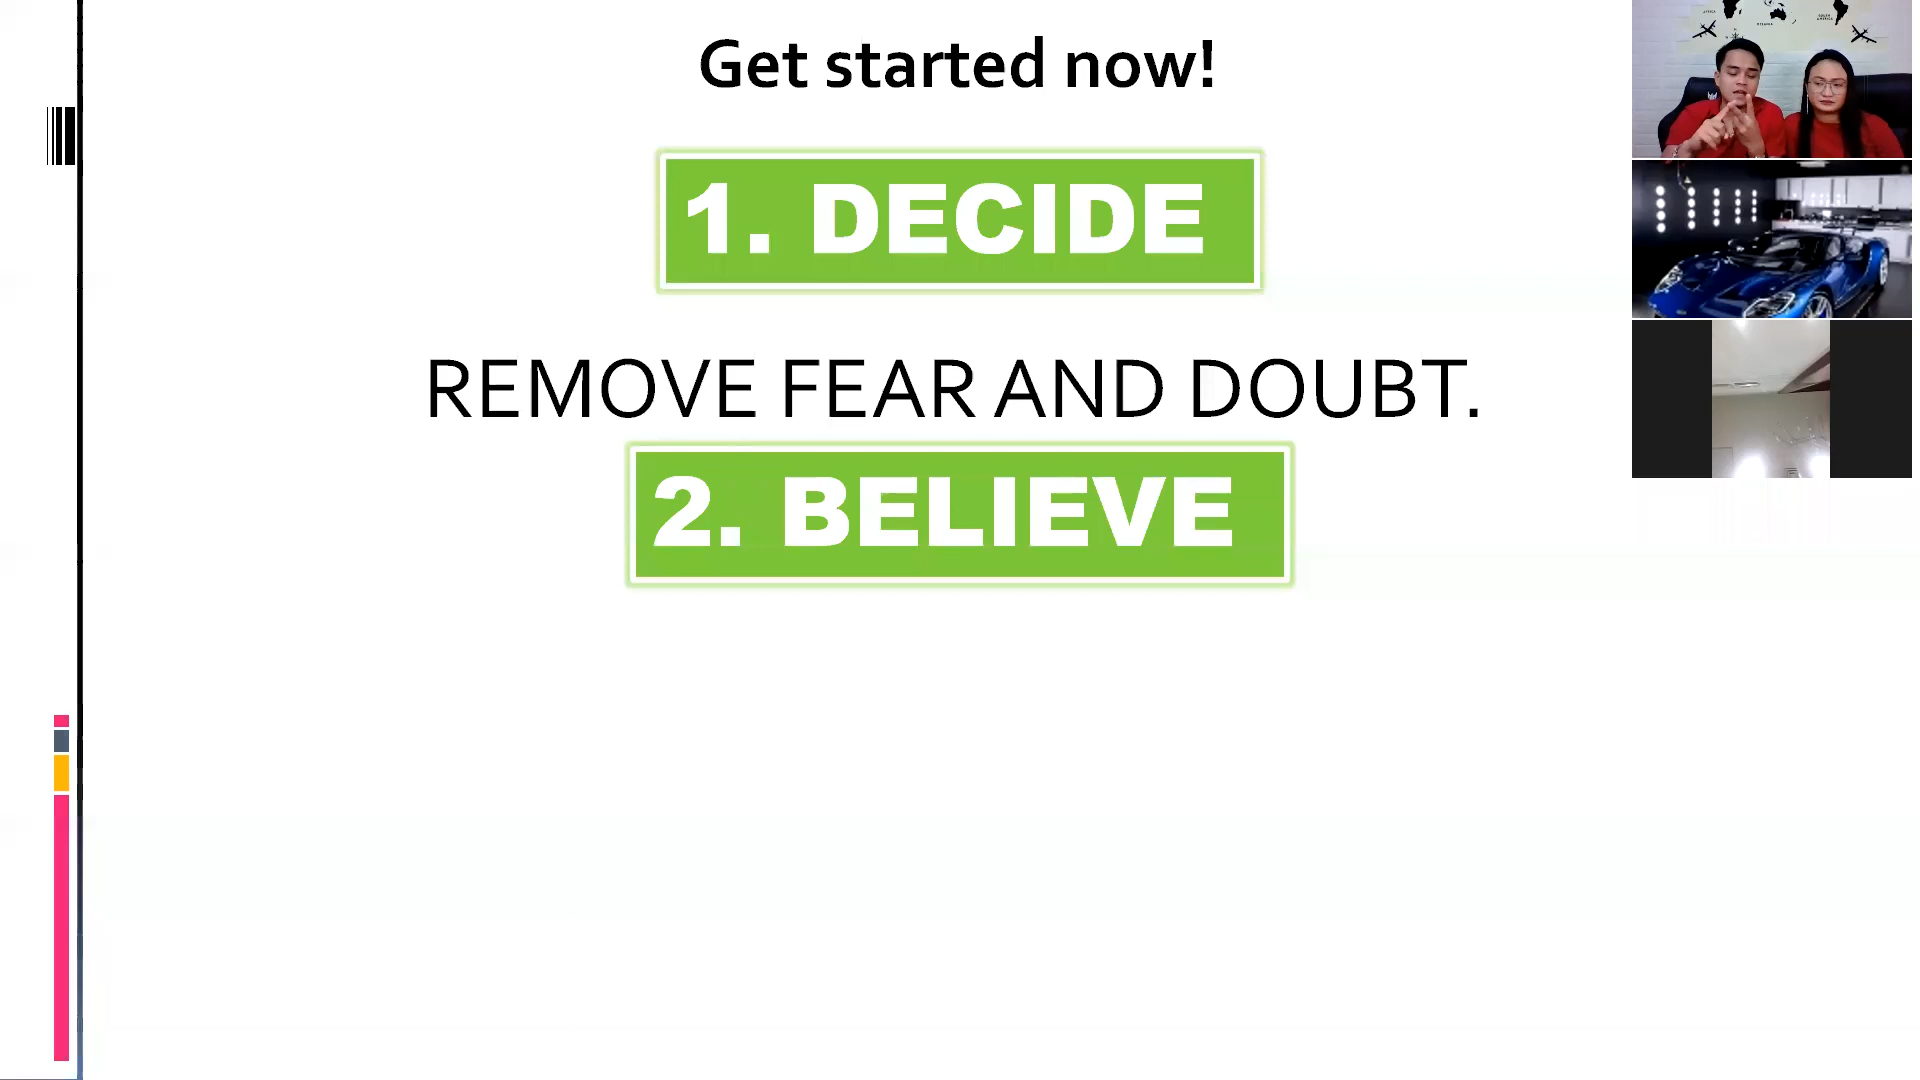 Get started now!
1. DECIDE
REMOVE FEAR AND DOUBT.
2. BELIEVE